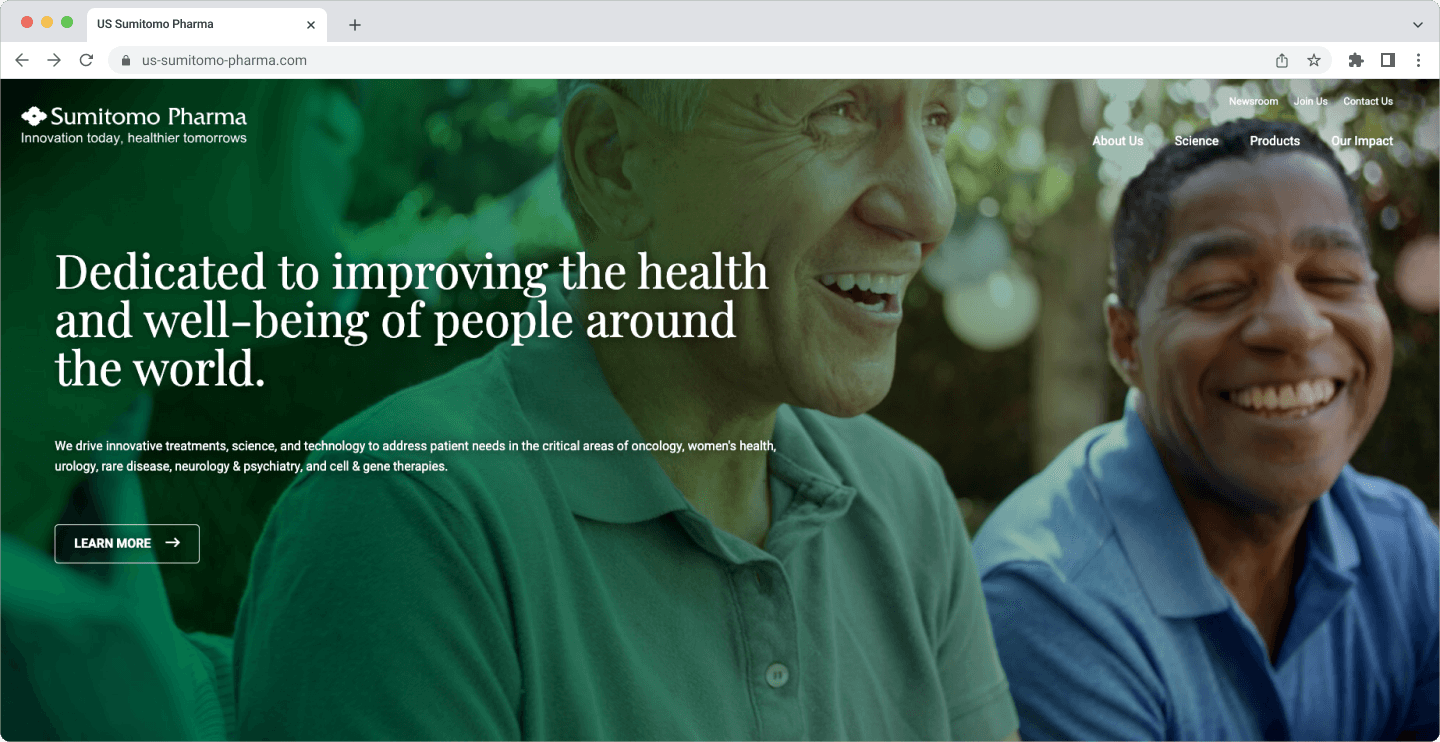 US Sumitomo Pharma
us-sumitomo-pharma.com
Newsroom Join Us Contact Us
Sumitomo Pharma
Innovation today, healthier tomorrows
About Us Science Products Our Impact
Dedicated to improving the health
and well-being of people around
the world.
We drive innovative treatments, science, and technology to address patient needs in the critical areas of oncology, women's health,
urology, rare disease, neurology & psychiatry, and cell & gene therapies.
LEARN MORE